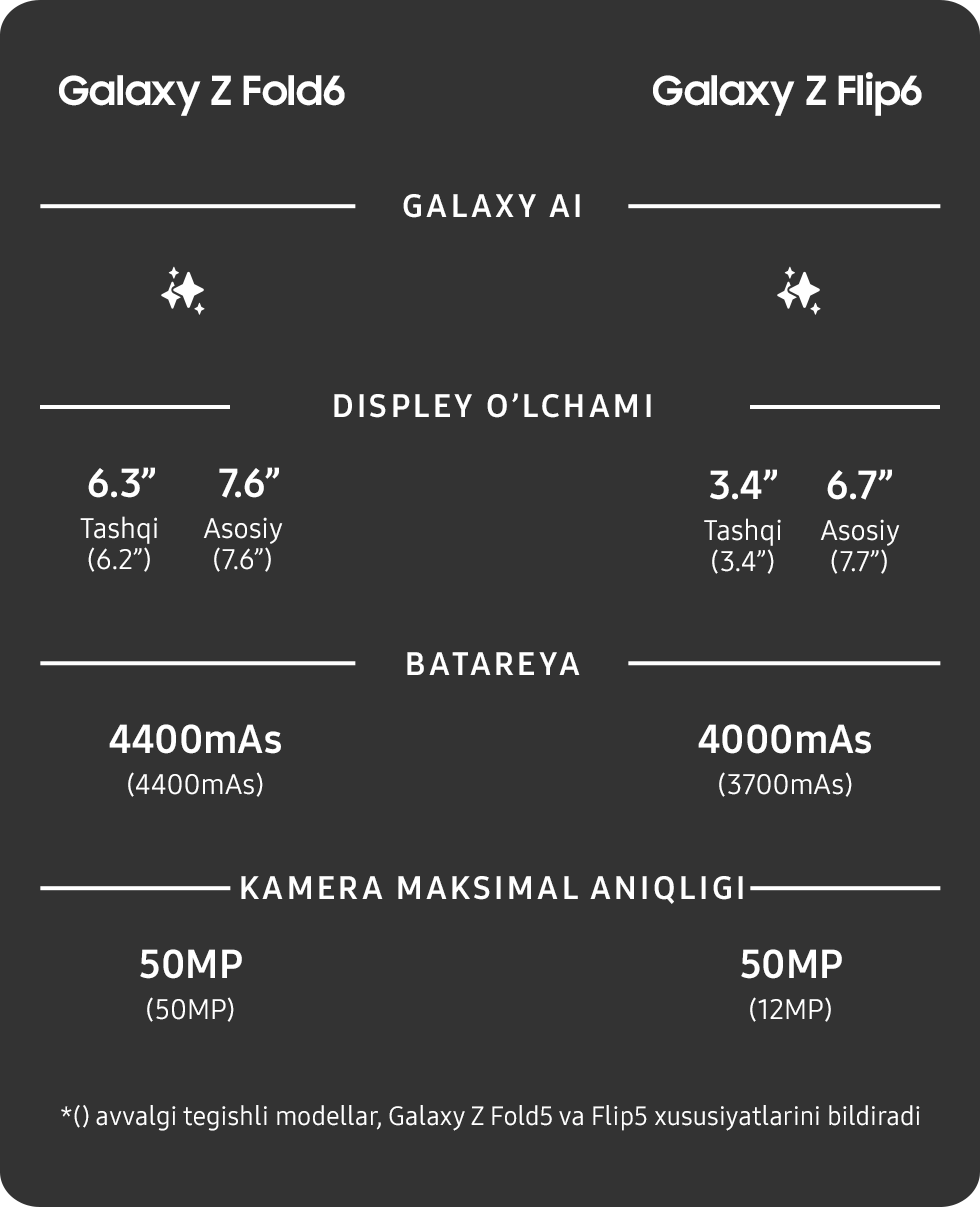 Galaxy Z Fold6
Galaxy Z Flip6
GALAXY AI
DISPLEY O’LCHAMI
6.3” 7.6”
Tashqi Asosiy
(6.2”) (7.6”)
3.4” 6.7”
Tashqi Asosiy
(3.4”) (7.7”)
BATAREYA
4400mAs
(4400mAs)
4000mAs
(3700mAs)
KAMERA MAKSIMAL ANIQLIGI
50MP
(50MP)
50MP
(12MP)
*() avvalgi tegishli modellar, Galaxy Z Fold5 va Flip5 xususiyatlarini bildiradi